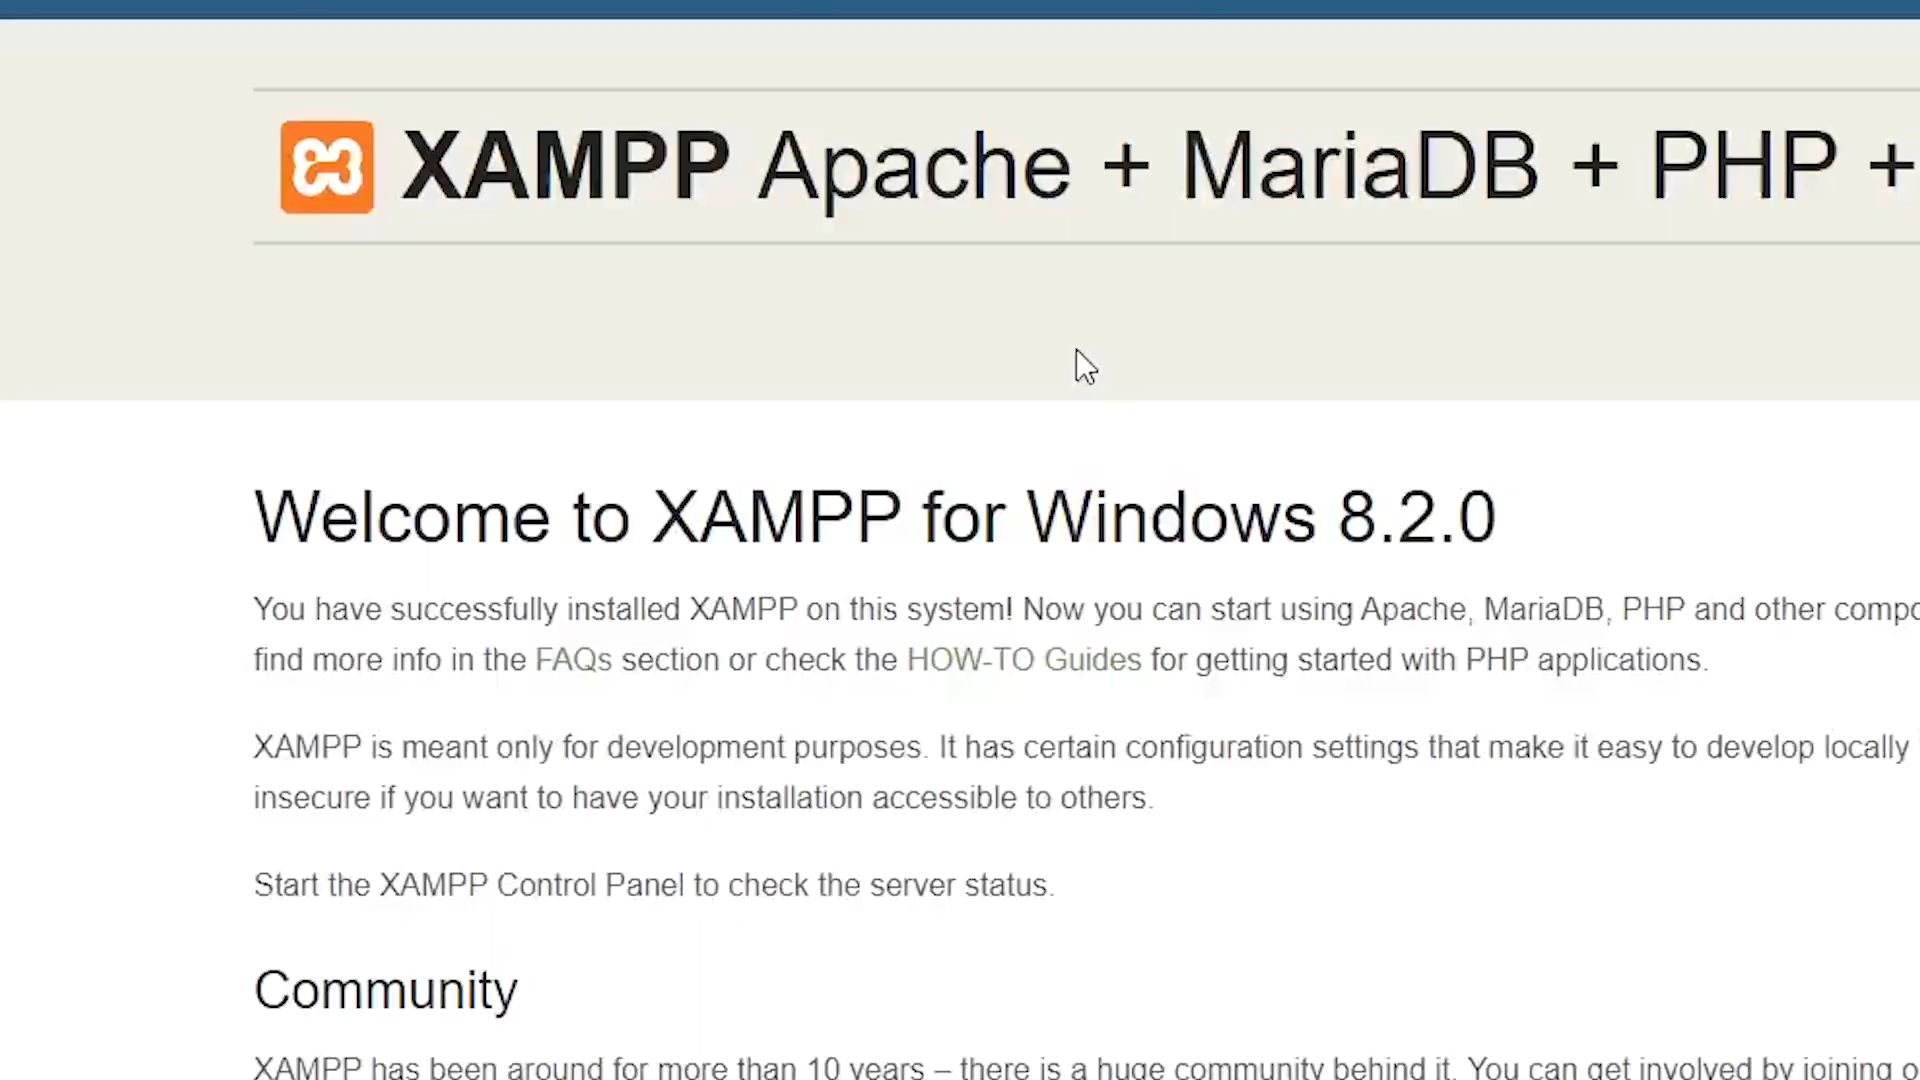 XAMPP Apache + MariaDB + PHP +
Welcome to XAMPP for Windows 8.2.0
You have successfully installed XAMPP on this system! Now you can start using Apache, MariaDB, PHP and other compo
find more info in the FAQs section or check the HOW-TO Guides for getting started with PHP applications.
XAMPP is meant only for development purposes. It has certain configuration settings that make it easy to develop locally
insecure if you want to have your installation accessible to others.
Start the XAMPP Control Panel to check the server status.
Community
XAMPP has been around for more than 10 years – there is a huge community behind it. You can get involved by joining o